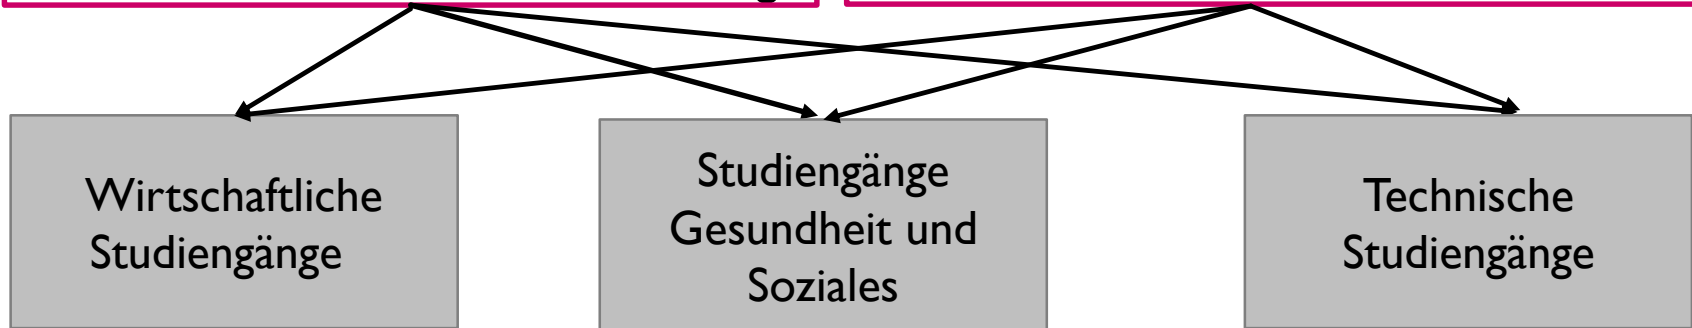 Wirtschaftliche
Studiengänge
Studiengänge
Gesundheit und
Soziales
Technische
Studiengänge